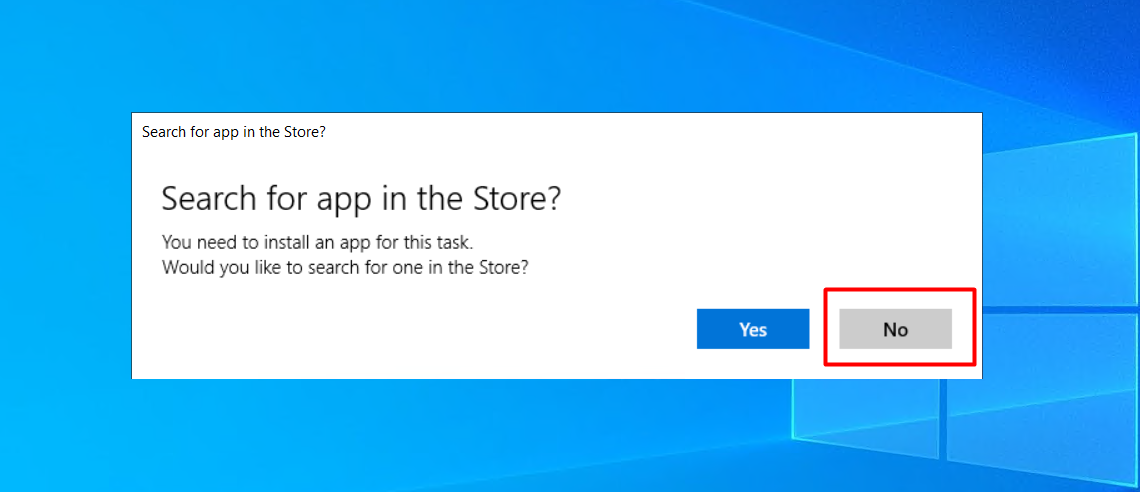 Search for app in the Store?
Search for app in the Store?
You need to install an app for this task.
Would you like to search for one in the Store?
Yes
No